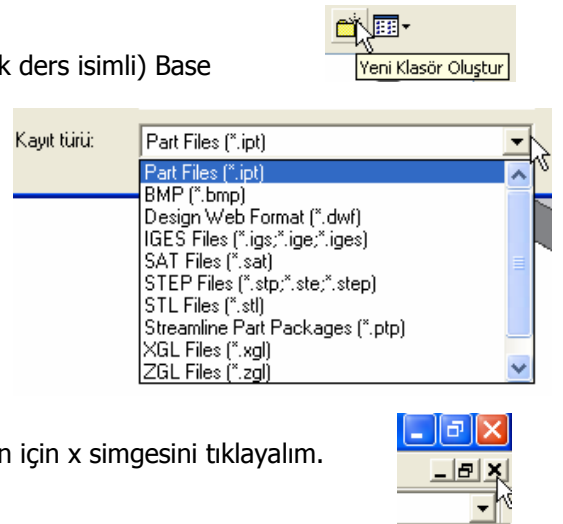 k ders isimli) Base
Yeni Klasör Oluştur
Kayıt türü:
Part Files (*.ipt)
Part Files (*.ipt)
BMP (*.bmp)
Design Web Format (*.dwf)
IGES Files (*.igs;*.ige;*.iges)
SAT Files (*.sat)
STEP Files (*.stp;*.ste;*.step)
STL Files (*.stl)
Streamline Part Packages (*.ptp)
XGL Files (*.xgl)
ZGL Files (*.zgl)
n için x simgesini tıklayalım.